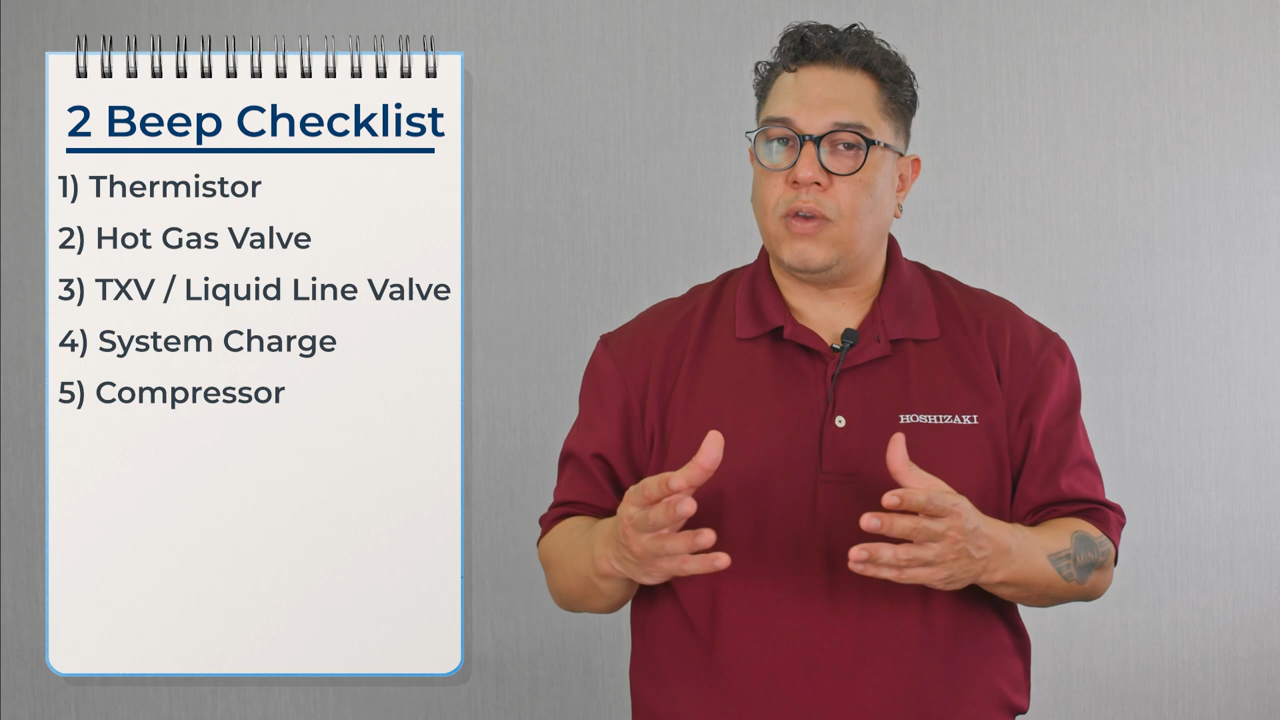 2 Beep Checklist
1) Thermistor
2) Hot Gas Valve
3) TXV / Liquid Line Valve
4) System Charge
5) Compressor
HOSHIZAKI